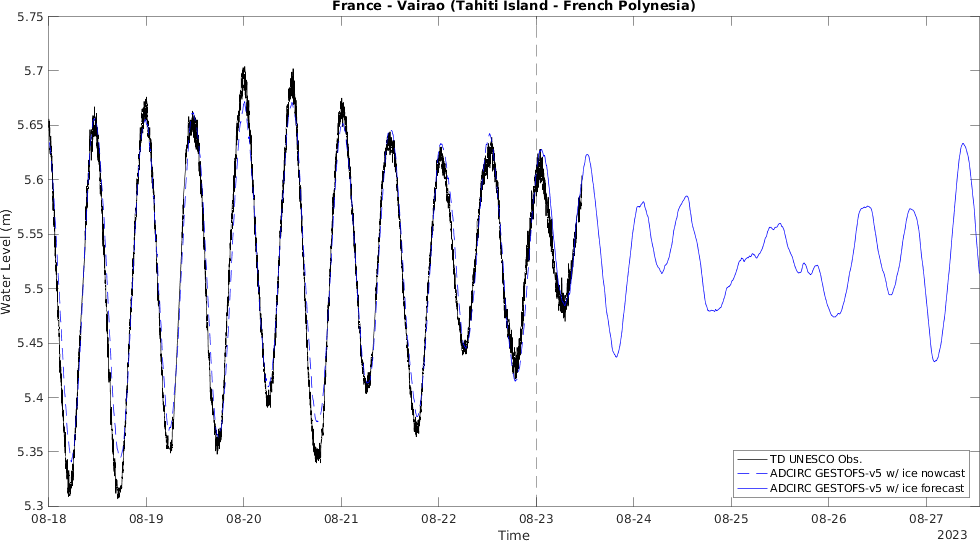 France - Vairao (Tahiti Island - French Polynesia)
5.75
5.7
5.65
5.6
5.55
5.5
5.45
5.4
5.35
5.3
Water Level (m)
TD UNESCO Obs.
ADCIRC GESTOFS-v5 w/ ice nowcast
ADCIRC GESTOFS-v5 w/ ice forecast
08-18 08-19 08-20 08-21 08-22 08-23 08-24 08-25 08-26 08-27
Time
2023